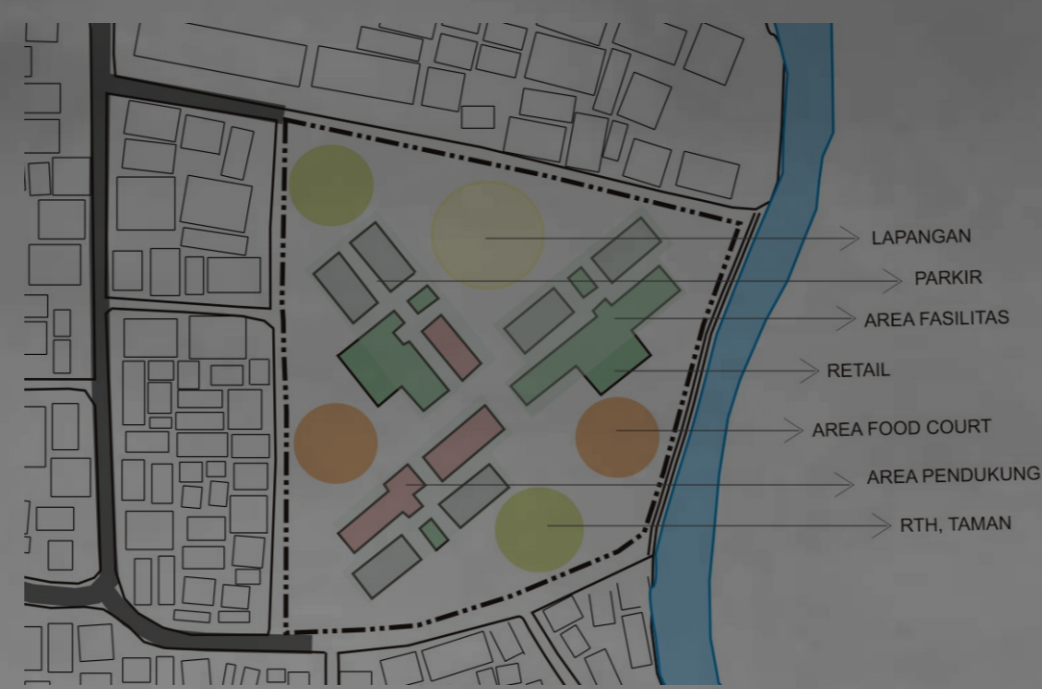 LAPANGAN
PARKIR
AREA FASILITAS
RETAIL
AREA FOOD COURT
AREA PENDUKUNG
RTH, TAMAN